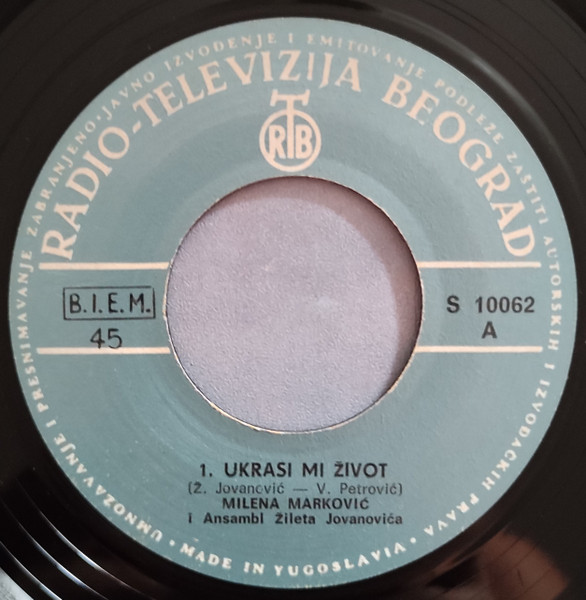 UMNOŽAVANJE I PRESNIMAVANJE ZABRANJENO • JAVNO IZVOĐENJE I EMITOVANJE PODLEŽE ZAŠTITI AUTORSKIH I IZVOĐAČKIH PRAVA •
RADIO-TELEVIZIJA BEOGRAD
RTB
B.I.E.M.
45
S 10062
A
1. UKRASI MI ŽIVOT
(Ž. Jovanović — V. Petrović)
MILENA MARKOVIĆ
i Ansambl Žileta Jovanovića
• MADE IN YUGOSLAVIA •